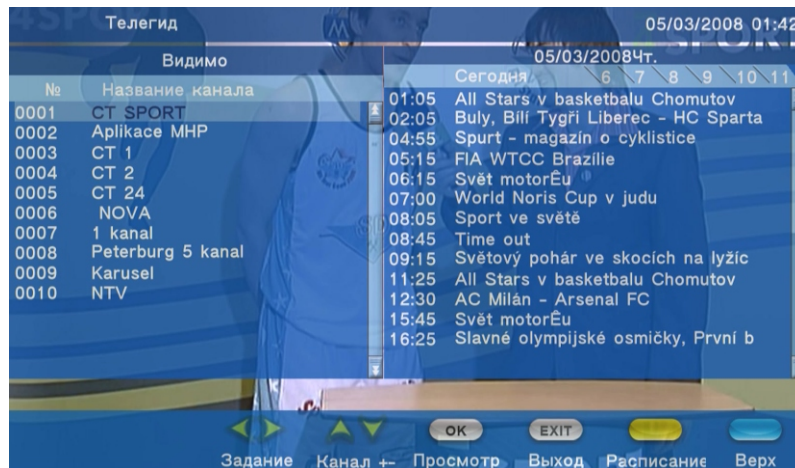 Телегид
05/03/2008 01:42
Видимо
05/03/2008Чт.
№ Название канала
Сегодня 6 7 8 9 10 11
0001 CT SPORT
0002 Aplikace MHP
0003 CT 1
0004 CT 2
0005 CT 24
0006 NOVA
0007 1 kanal
0008 Peterburg 5 kanal
0009 Karusel
0010 NTV
01:05 All Stars v basketbalu Chomutov
02:05 Buly, Bílí Tygři Liberec - HC Sparta
04:55 Spurt - magazín o cyklistice
05:15 FIA WTCC Brazílie
06:15 Svět motorÊu
07:00 World Noris Cup v judu
08:05 Sport ve světě
08:45 Time out
09:15 Světový pohár ve skocích na lyžíc
11:25 All Stars v basketbalu Chomutov
12:30 AC Milán - Arsenal FC
15:45 Svět motorÊu
16:25 Slavné olympijské osmičky, První b
OK EXIT
Задание Канал +- Просмотр Выход Расписание Верх
4SPORT